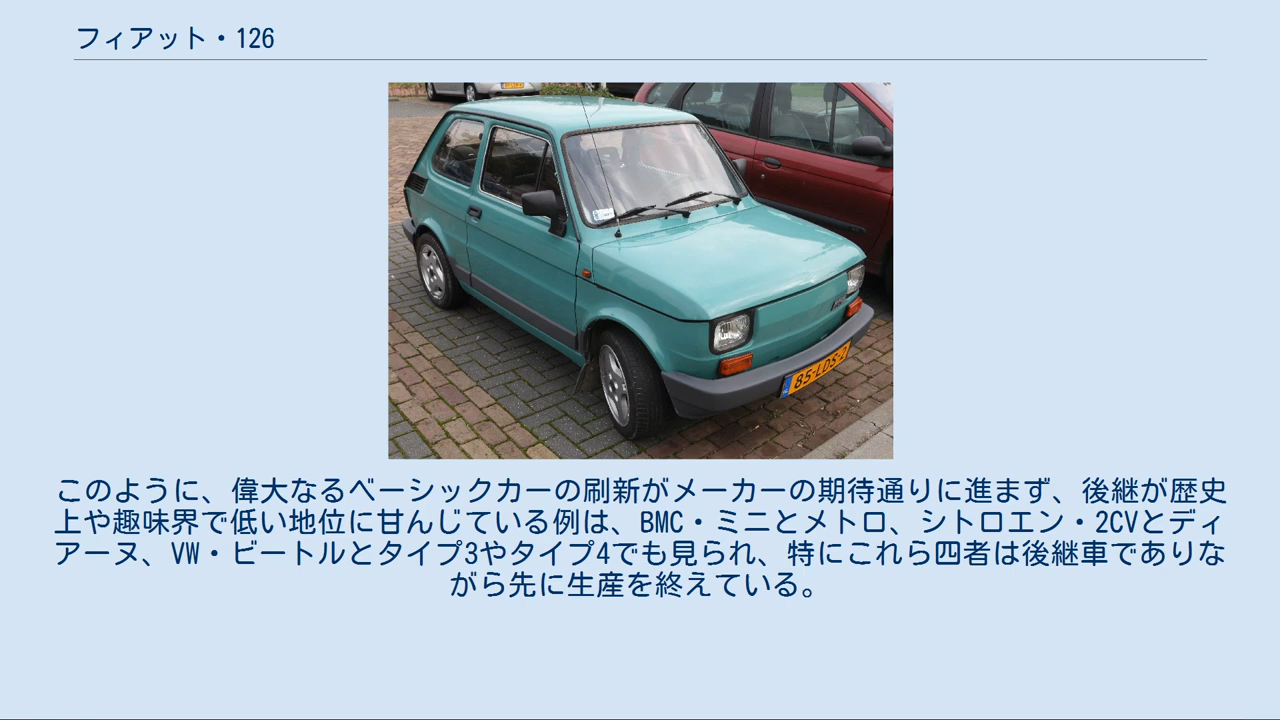 フィアット・126
85-LDS-2
このように、偉大なるベーシックカーの刷新がメーカーの期待通りに進まず、後継が歴史
上や趣味界で低い地位に甘んじている例は、BMC・ミニとメトロ、シトロエン・2CVとディ
アーヌ、VW・ビートルとタイプ3やタイプ4でも見られ、特にこれら四者は後継車でありな
がら先に生産を終えている。